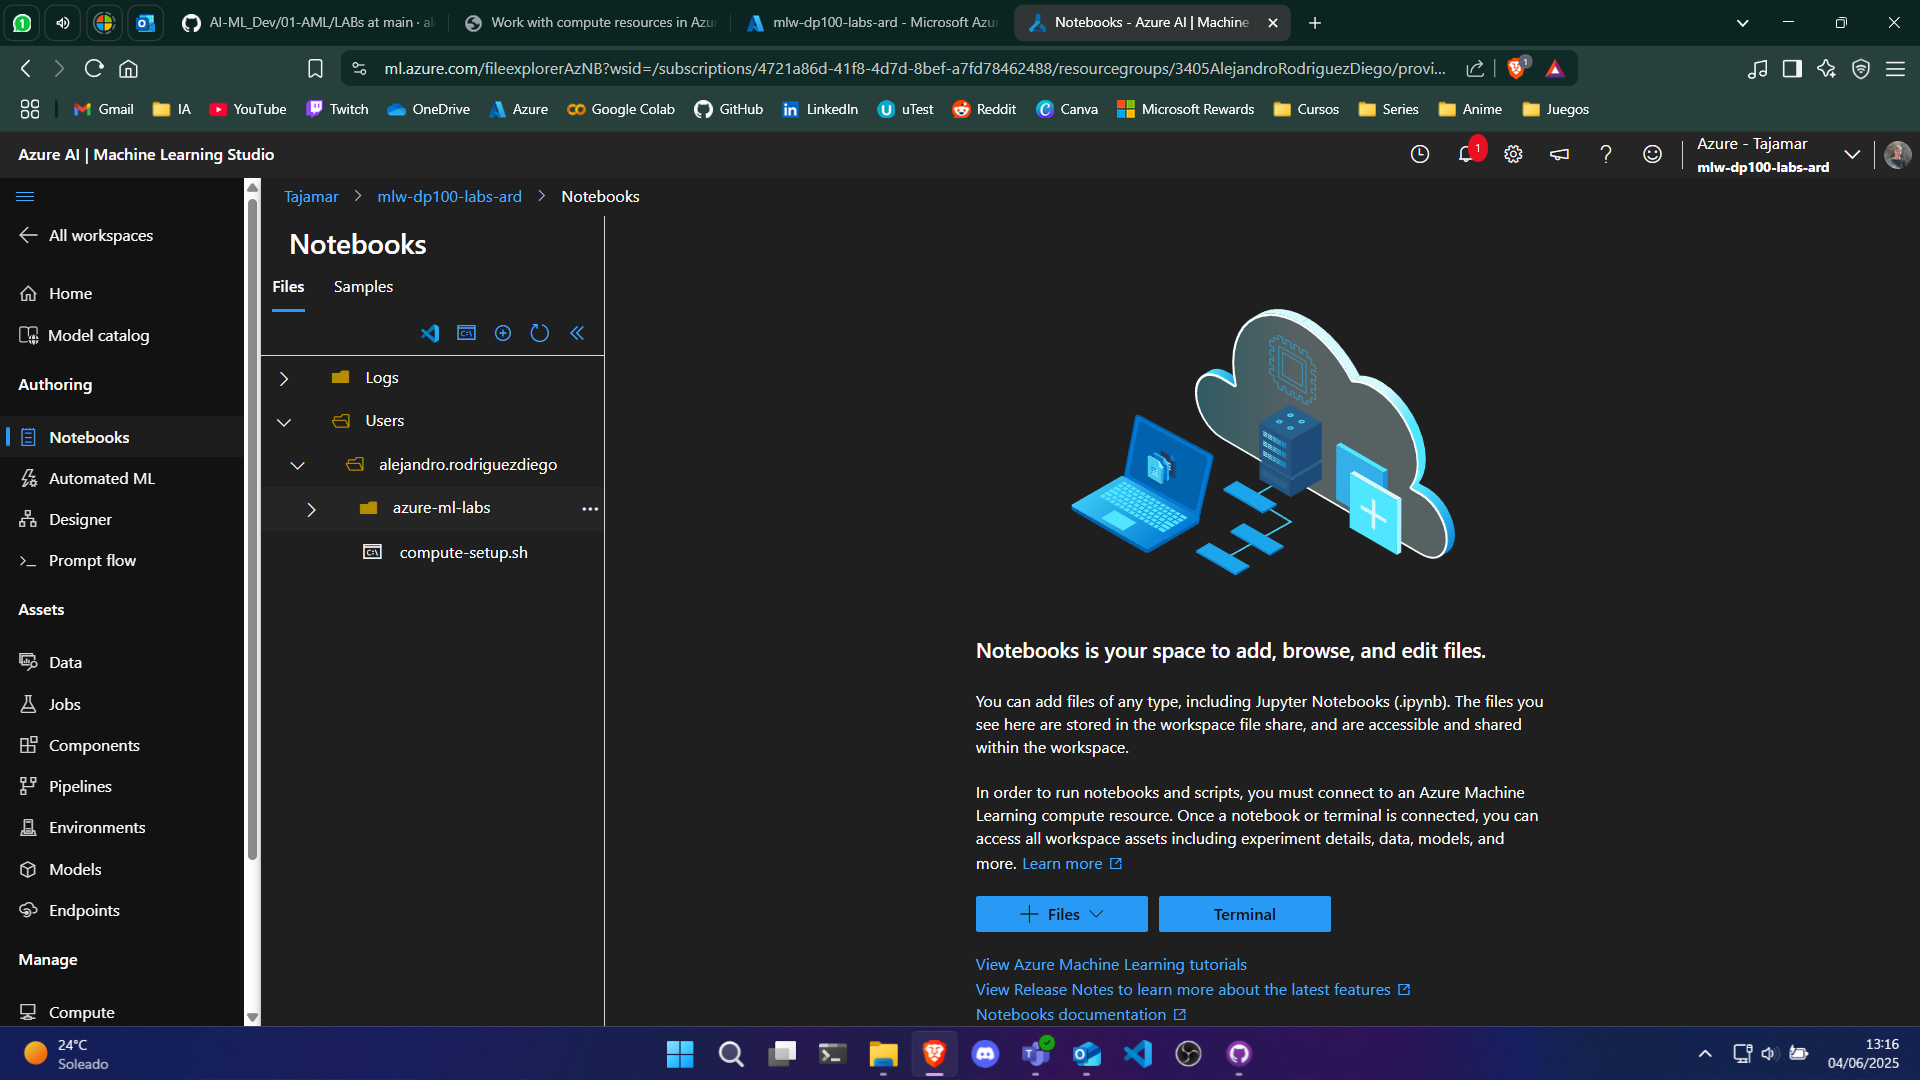 AI-ML_Dev/01-AML/LABs at main · al
Work with compute resources in Azur
mlw-dp100-labs-ard - Microsoft Azur
Notebooks - Azure AI | Machine
ml.azure.com/fileexplorerAzNB?wsid=/subscriptions/4721a86d-41f8-4d7d-8bef-a7fd78462488/resourcegroups/3405AlejandroRodriguezDiego/provi...
1
Gmail
IA
YouTube
Twitch
OneDrive
Azure
Google Colab
GitHub
LinkedIn
uTest
Reddit
Canva
Microsoft Rewards
Cursos
Series
Anime
Juegos
Azure AI | Machine Learning Studio
1
Azure - Tajamar
mlw-dp100-labs-ard
Tajamar > mlw-dp100-labs-ard > Notebooks
All workspaces
Home
Model catalog
Authoring
Notebooks
Automated ML
Designer
Prompt flow
Assets
Data
Jobs
Components
Pipelines
Environments
Models
Endpoints
Manage
Compute
Notebooks
Files
Samples
Logs
Users
alejandro.rodriguezdiego
azure-ml-labs
...
compute-setup.sh
Notebooks is your space to add, browse, and edit files.
You can add files of any type, including Jupyter Notebooks (.ipynb). The files you
see here are stored in the workspace file share, and are accessible and shared
within the workspace.
In order to run notebooks and scripts, you must connect to an Azure Machine
Learning compute resource. Once a notebook or terminal is connected, you can
access all workspace assets including experiment details, data, models, and
more. Learn more
Files
Terminal
View Azure Machine Learning tutorials
View Release Notes to learn more about the latest features
Notebooks documentation
24°C
Soleado
13:16
04/06/2025